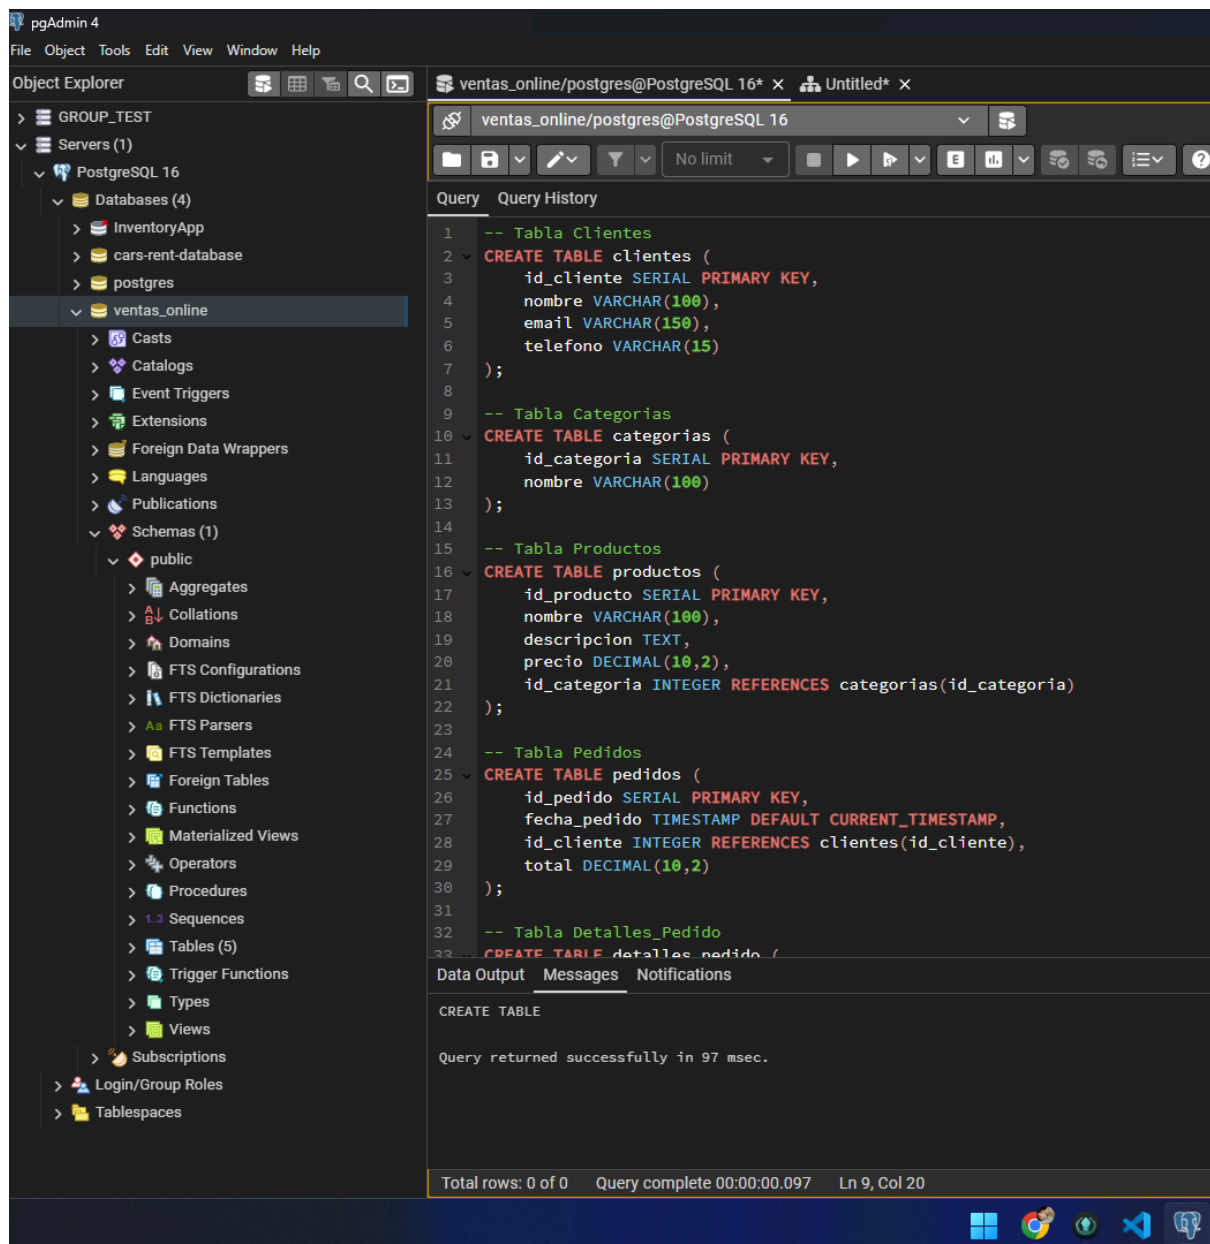 pgAdmin 4
File Object Tools Edit View Window Help
Object Explorer
GROUP_TEST
Servers (1)
PostgreSQL 16
Databases (4)
InventoryApp
cars-rent-database
postgres
ventas_online
Casts
Catalogs
Event Triggers
Extensions
Foreign Data Wrappers
Languages
Publications
Schemas (1)
public
Aggregates
Collations
Domains
FTS Configurations
FTS Dictionaries
Aa FTS Parsers
FTS Templates
Foreign Tables
Functions
Materialized Views
Operators
Procedures
1..3 Sequences
Tables (5)
Trigger Functions
Types
Views
Subscriptions
Login/Group Roles
Tablespaces
ventas_online/postgres@PostgreSQL 16* Untitled*
ventas_online/postgres@PostgreSQL 16
No limit E
Query Query History
1 -- Tabla Clientes
2 CREATE TABLE clientes (
3 id_cliente SERIAL PRIMARY KEY,
4 nombre VARCHAR(100),
5 email VARCHAR(150),
6 telefono VARCHAR(15)
7 );
8
9 -- Tabla Categorias
10 CREATE TABLE categorias (
11 id_categoria SERIAL PRIMARY KEY,
12 nombre VARCHAR(100)
13 );
14
15 -- Tabla Productos
16 CREATE TABLE productos (
17 id_producto SERIAL PRIMARY KEY,
18 nombre VARCHAR(100),
19 descripcion TEXT,
20 precio DECIMAL(10,2),
21 id_categoria INTEGER REFERENCES categorias(id_categoria)
22 );
23
24 -- Tabla Pedidos
25 CREATE TABLE pedidos (
26 id_pedido SERIAL PRIMARY KEY,
27 fecha_pedido TIMESTAMP DEFAULT CURRENT_TIMESTAMP,
28 id_cliente INTEGER REFERENCES clientes(id_cliente),
29 total DECIMAL(10,2)
30 );
31
32 -- Tabla Detalles_Pedido
33 CREATE TABLE detalles_pedido (
Data Output Messages Notifications
CREATE TABLE
Query returned successfully in 97 msec.
Total rows: 0 of 0 Query complete 00:00:00.097 Ln 9, Col 20